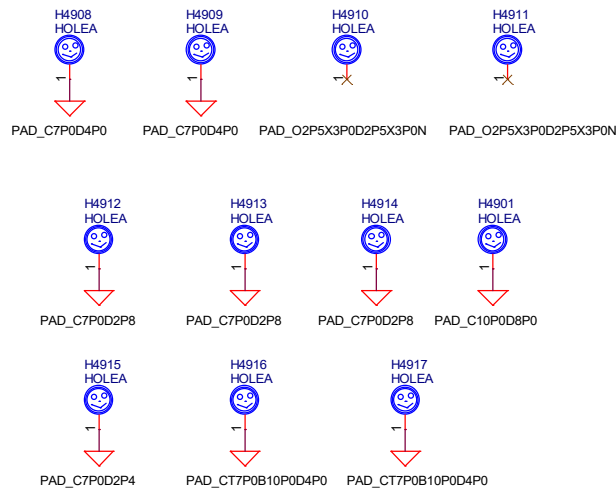 H4908 H4909 H4910 H4911
HOLEA HOLEA HOLEA HOLEA
1 1 1 1
PAD_C7P0D4P0 PAD_C7P0D4P0 PAD_O2P5X3P0D2P5X3P0N PAD_O2P5X3P0D2P5X3P0N
H4912 H4913 H4914 H4901
HOLEA HOLEA HOLEA HOLEA
1 1 1 1
PAD_C7P0D2P8 PAD_C7P0D2P8 PAD_C7P0D2P8 PAD_C10P0D8P0
H4915 H4916 H4917
HOLEA HOLEA HOLEA
1 1 1
PAD_C7P0D2P4 PAD_CT7P0B10P0D4P0 PAD_CT7P0B10P0D4P0